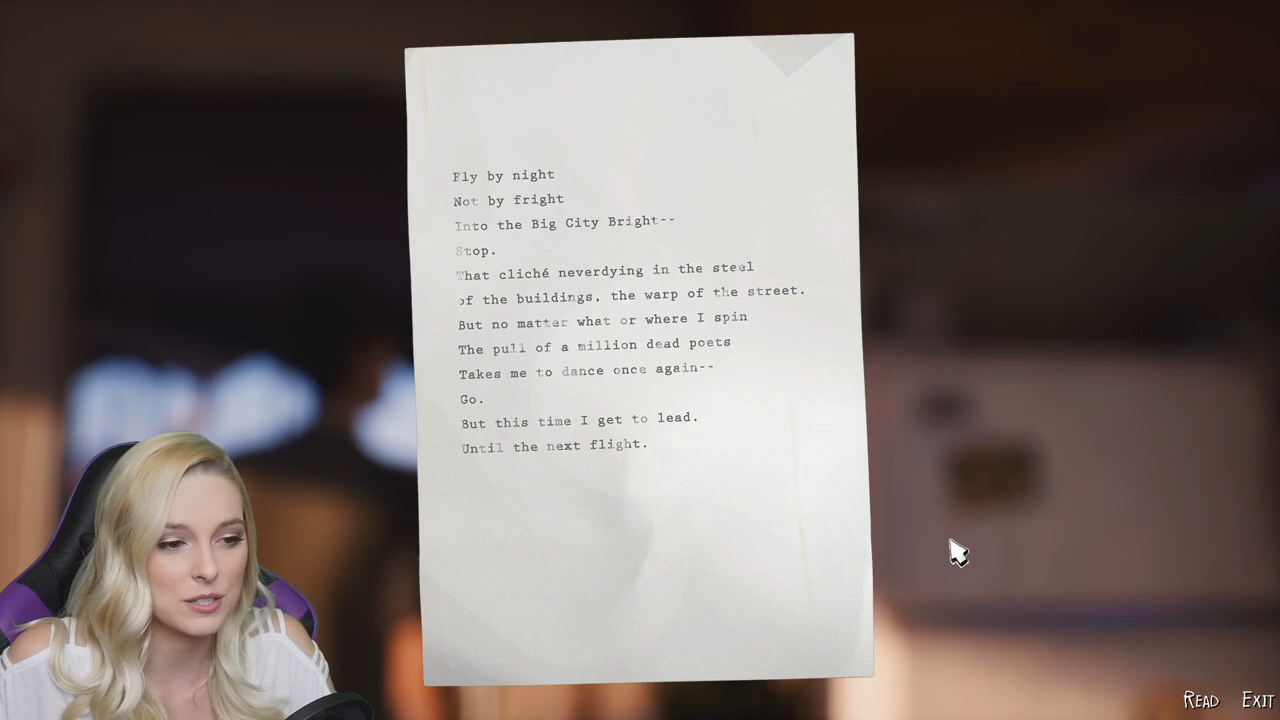 Fly by night
Not by fright
Into the Big City Bright--
Stop.
That cliché neverdying in the steel
of the buildings, the warp of the street.
But no matter what or where I spin
The pull of a million dead poets
Takes me to dance once again--
Go.
But this time I get to lead.
Until the next flight.
READ EXIT